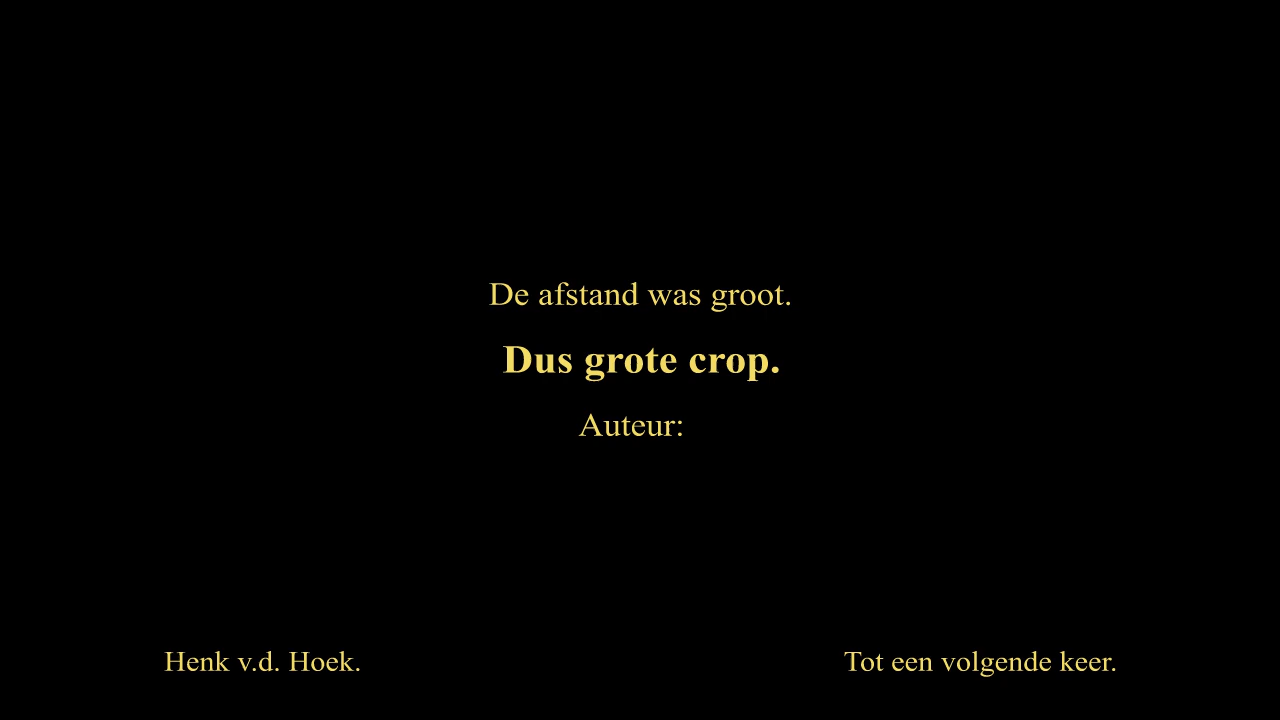 De afstand was groot.
Dus grote crop.
Auteur:
Henk v.d. Hoek.
Tot een volgende keer.